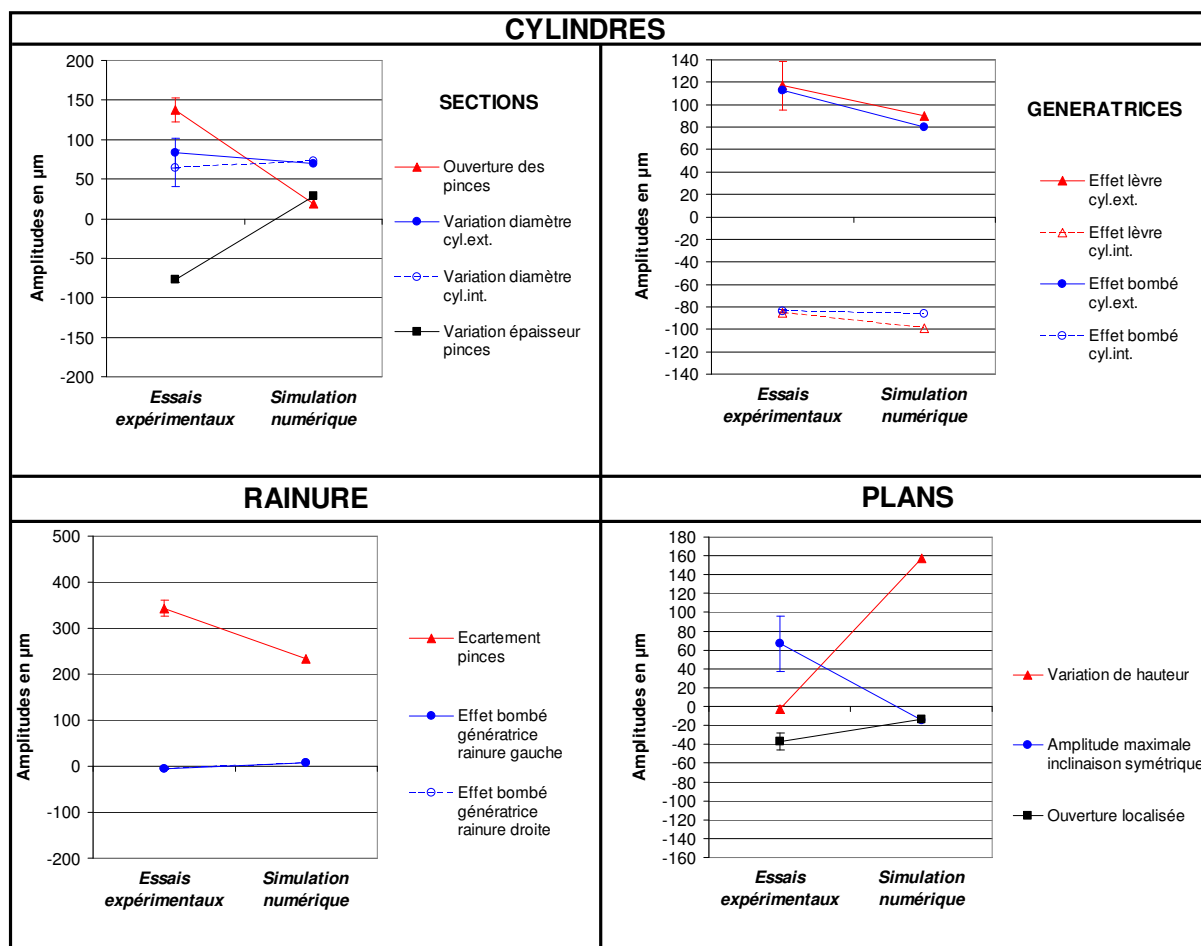 CYLINDRES
Amplitudes en µm
200
150
100
50
0
-50
-100
-150
-200
Essais
expérimentaux
Simulation
numérique
SECTIONS
Ouverture des
pinces
Variation diamètre
cyl.ext.
Variation diamètre
cyl.int.
Variation épaisseur
pinces
Amplitudes en µm
140
120
100
80
60
40
20
0
-20
-40
-60
-80
-100
-120
-140
Essais
expérimentaux
Simulation
numérique
GENERATRICES
Effet lèvre
cyl.ext.
Effet lèvre
cyl.int.
Effet bombé
cyl.ext.
Effet bombé
cyl.int.
RAINURE
Amplitudes en µm
500
400
300
200
100
0
-100
-200
Essais
expérimentaux
Simulation
numérique
Ecartement
pinces
Effet bombé
génératrice
rainure gauche
Effet bombé
génératrice
rainure droite
PLANS
Amplitudes en µm
180
160
140
120
100
80
60
40
20
0
-20
-40
-60
-80
-100
-120
-140
-160
Essais
expérimentaux
Simulation
numérique
Variation de hauteur
Amplitude maximale
inclinaison symétrique
Ouverture localisée